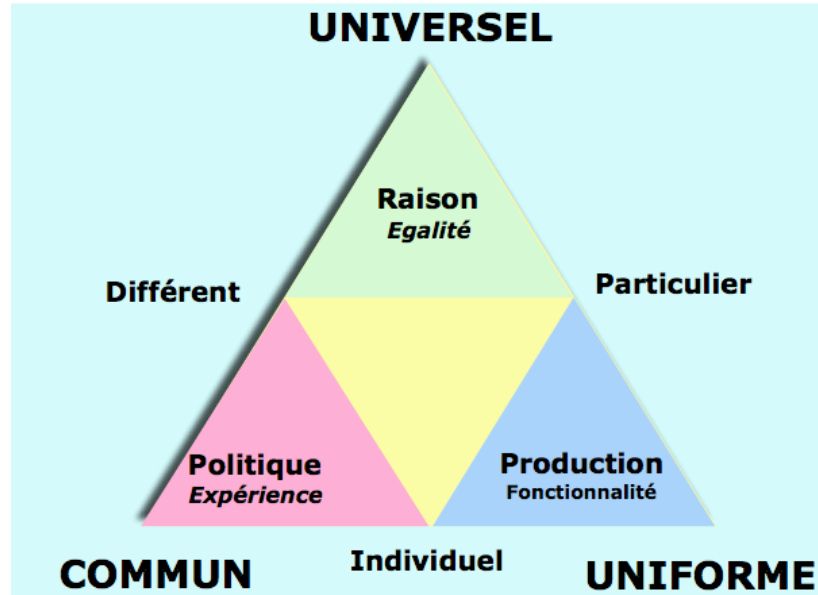 UNIVERSEL
Raison
Egalité
Différent
Particulier
Politique
Expérience
Production
Fonctionnalité
Individuel
COMMUN
UNIFORME